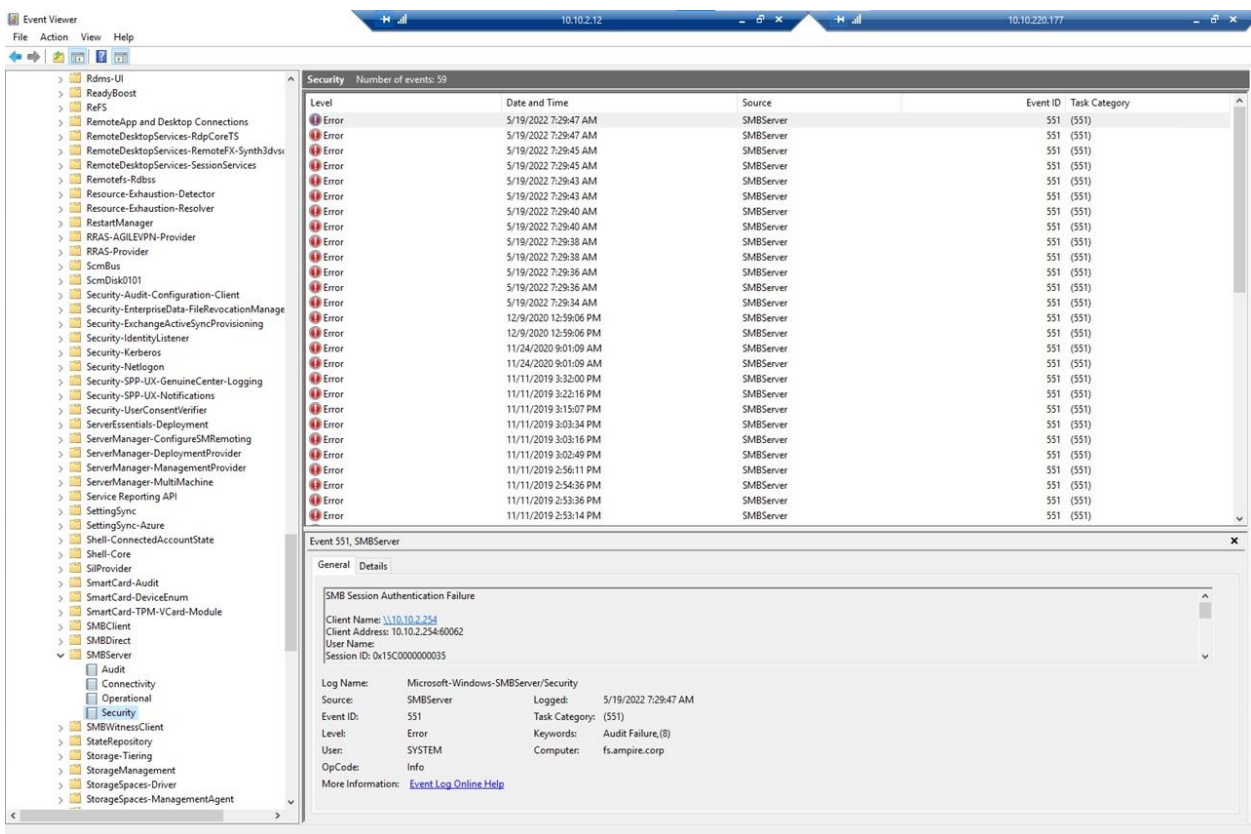 Event Viewer
10.10.2.12
10.10.220.177
File Action View Help
Rdms-UI
ReadyBoost
ReFS
RemoteApp and Desktop Connections
RemoteDesktopServices-RdpCoreTS
RemoteDesktopServices-RemoteFX-Synth3dvsc
RemoteDesktopServices-SessionServices
Remotefs-Rdbss
Resource-Exhaustion-Detector
Resource-Exhaustion-Resolver
RestartManager
RRAS-AGILEVPN-Provider
RRAS-Provider
ScmBus
ScmDisk0101
Security-Audit-Configuration-Client
Security-EnterpriseData-FileRevocationManage
Security-ExchangeActiveSyncProvisioning
Security-IdentityListener
Security-Kerberos
Security-Netlogon
Security-SPP-UX-GenuineCenter-Logging
Security-SPP-UX-Notifications
Security-UserConsentVerifier
ServerEssentials-Deployment
ServerManager-ConfigureSMRemoting
ServerManager-DeploymentProvider
ServerManager-ManagementProvider
ServerManager-MultiMachine
Service Reporting API
SettingSync
SettingSync-Azure
Shell-ConnectedAccountState
Shell-Core
SilProvider
SmartCard-Audit
SmartCard-DeviceEnum
SmartCard-TPM-VCard-Module
SMBClient
SMBDirect
SMBServer
Audit
Connectivity
Operational
Security
SMBWitnessClient
StateRepository
Storage-Tiering
StorageManagement
StorageSpaces-Driver
StorageSpaces-ManagementAgent
Security Number of events: 59
Level Date and Time Source Event ID Task Category
Error 5/19/2022 7:29:47 AM SMBServer 551 (551)
Error 5/19/2022 7:29:47 AM SMBServer 551 (551)
Error 5/19/2022 7:29:45 AM SMBServer 551 (551)
Error 5/19/2022 7:29:45 AM SMBServer 551 (551)
Error 5/19/2022 7:29:43 AM SMBServer 551 (551)
Error 5/19/2022 7:29:43 AM SMBServer 551 (551)
Error 5/19/2022 7:29:40 AM SMBServer 551 (551)
Error 5/19/2022 7:29:40 AM SMBServer 551 (551)
Error 5/19/2022 7:29:38 AM SMBServer 551 (551)
Error 5/19/2022 7:29:38 AM SMBServer 551 (551)
Error 5/19/2022 7:29:36 AM SMBServer 551 (551)
Error 5/19/2022 7:29:36 AM SMBServer 551 (551)
Error 5/19/2022 7:29:34 AM SMBServer 551 (551)
Error 12/9/2020 12:59:06 PM SMBServer 551 (551)
Error 12/9/2020 12:59:06 PM SMBServer 551 (551)
Error 11/24/2020 9:01:09 AM SMBServer 551 (551)
Error 11/24/2020 9:01:09 AM SMBServer 551 (551)
Error 11/11/2019 3:32:00 PM SMBServer 551 (551)
Error 11/11/2019 3:22:16 PM SMBServer 551 (551)
Error 11/11/2019 3:15:07 PM SMBServer 551 (551)
Error 11/11/2019 3:03:34 PM SMBServer 551 (551)
Error 11/11/2019 3:03:16 PM SMBServer 551 (551)
Error 11/11/2019 3:02:49 PM SMBServer 551 (551)
Error 11/11/2019 2:56:11 PM SMBServer 551 (551)
Error 11/11/2019 2:54:36 PM SMBServer 551 (551)
Error 11/11/2019 2:53:36 PM SMBServer 551 (551)
Error 11/11/2019 2:53:14 PM SMBServer 551 (551)
Event 551, SMBServer
General Details
SMB Session Authentication Failure
Client Name: \\10.10.2.254
Client Address: 10.10.2.254:60062
User Name:
Session ID: 0x15C0000000035
Log Name: Microsoft-Windows-SMBServer/Security
Source: SMBServer Logged: 5/19/2022 7:29:47 AM
Event ID: 551 Task Category: (551)
Level: Error Keywords: Audit Failure,(8)
User: SYSTEM Computer: fs.ampire.corp
OpCode: Info
More Information: Event Log Online Help